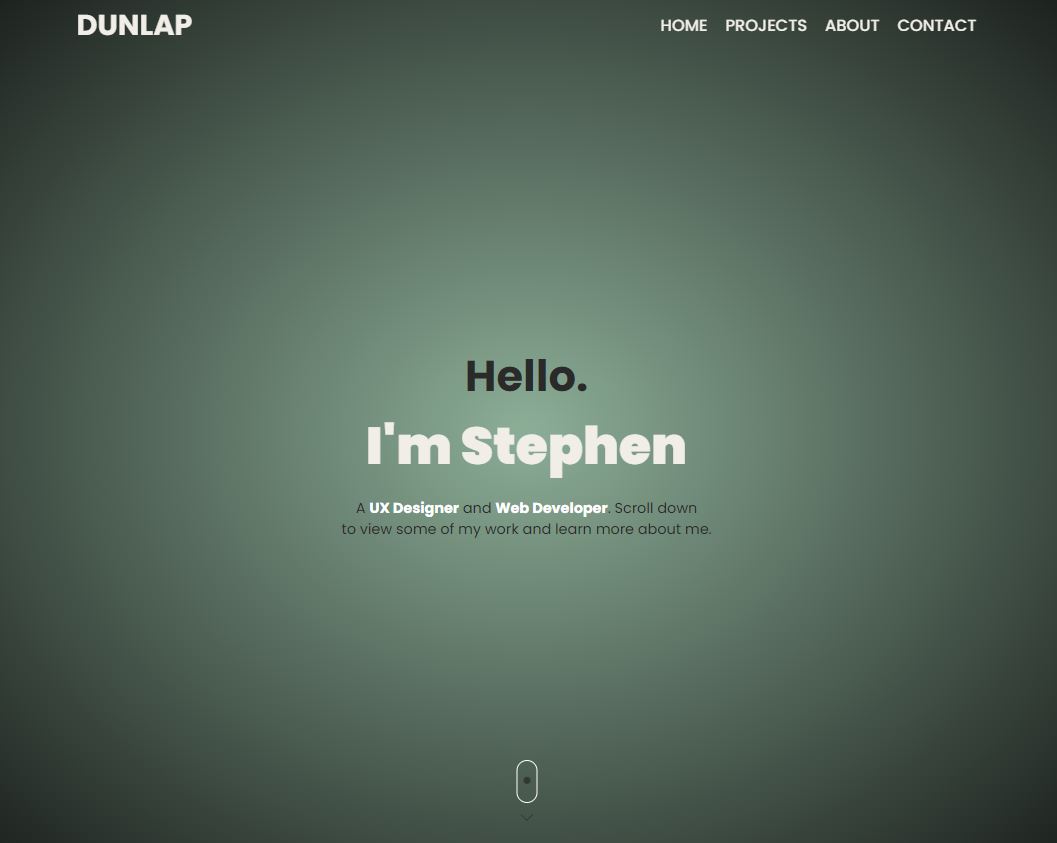 DUNLAP
HOME PROJECTS ABOUT CONTACT
Hello.
I'm Stephen
A UX Designer and Web Developer. Scroll down
to view some of my work and learn more about me.